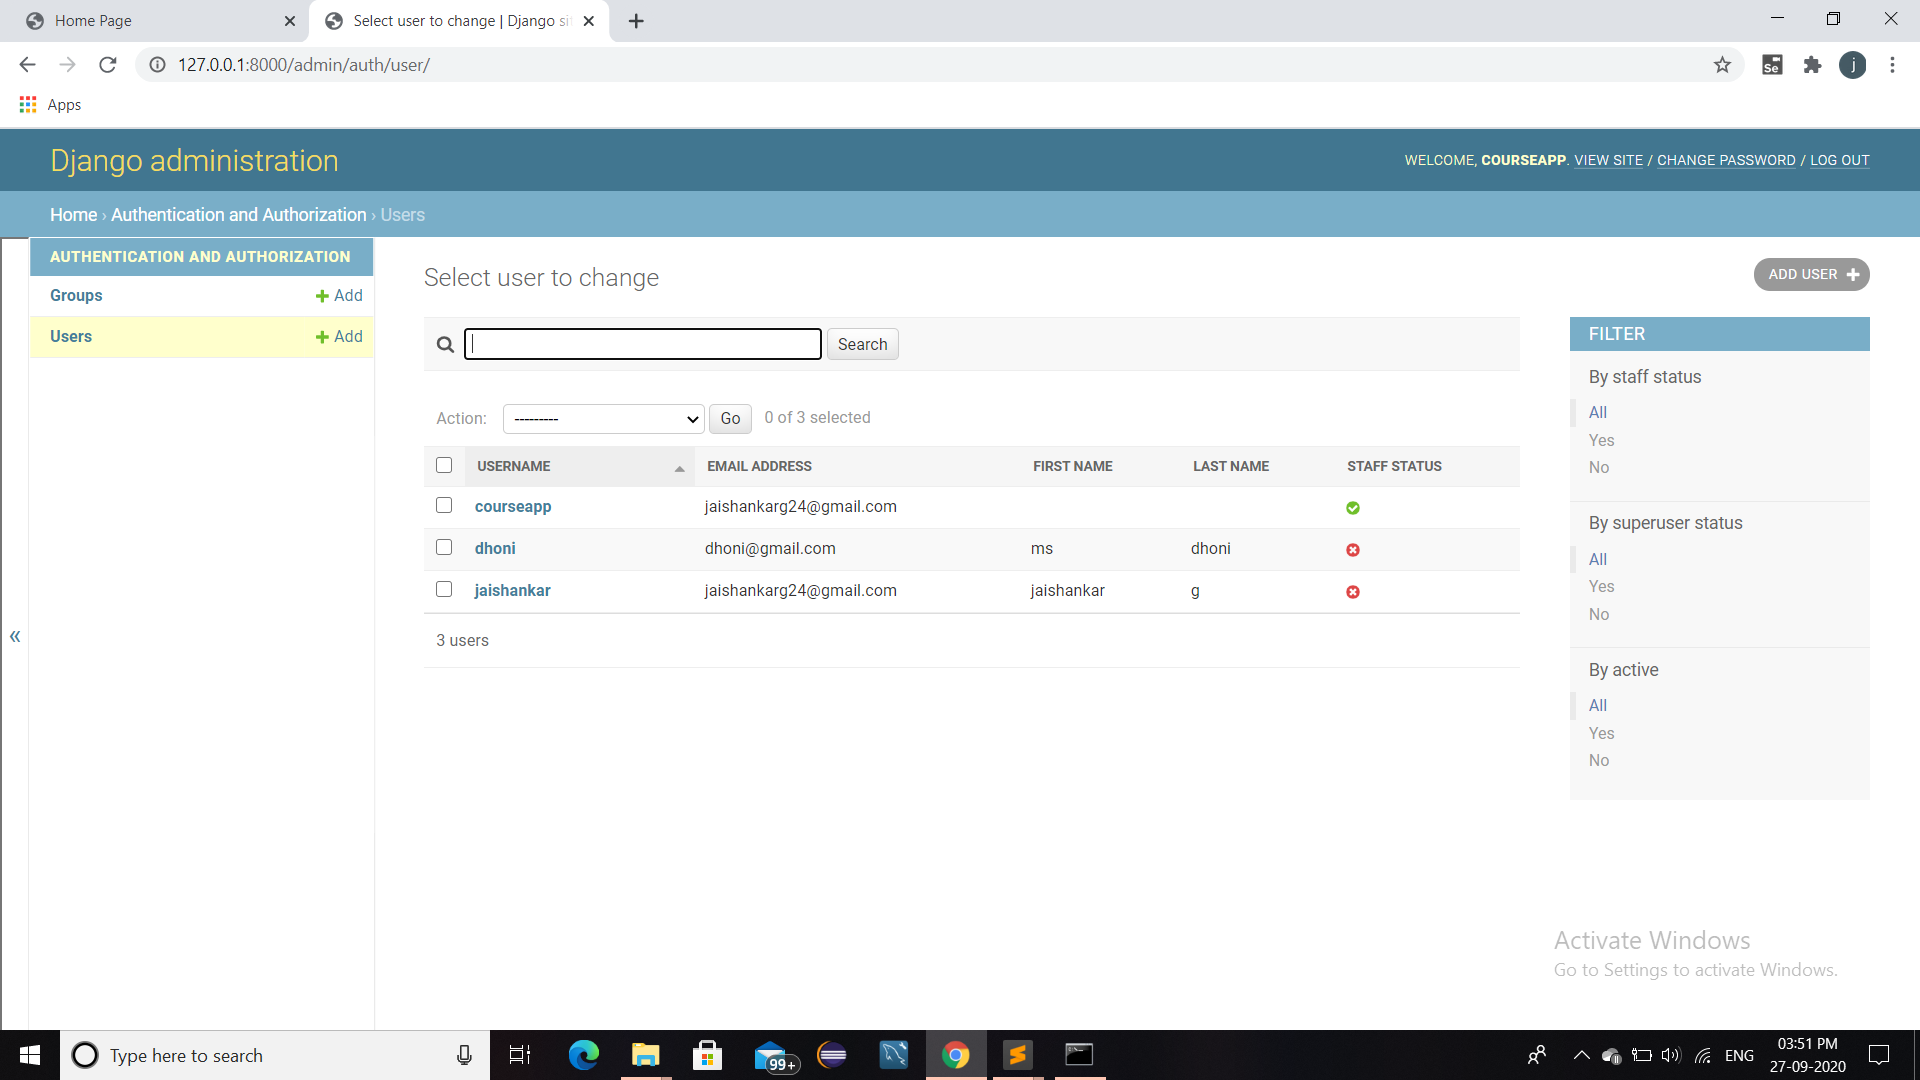 Home Page
Select user to change | Django si
127.0.0.1:8000/admin/auth/user/
Se
j
Apps
Django administration
WELCOME, COURSEAPP. VIEW SITE / CHANGE PASSWORD / LOG OUT
Home › Authentication and Authorization › Users
AUTHENTICATION AND AUTHORIZATION
Groups + Add
Users + Add
«
Select user to change
ADD USER +
Search
Action: --------- Go 0 of 3 selected
USERNAME EMAIL ADDRESS FIRST NAME LAST NAME STAFF STATUS
courseapp jaishankarg24@gmail.com
dhoni dhoni@gmail.com ms dhoni
jaishankar jaishankarg24@gmail.com jaishankar g
3 users
FILTER
By staff status
All
Yes
No
By superuser status
All
Yes
No
By active
All
Yes
No
Activate Windows
Go to Settings to activate Windows.
Type here to search
99+
ENG
03:51 PM
27-09-2020